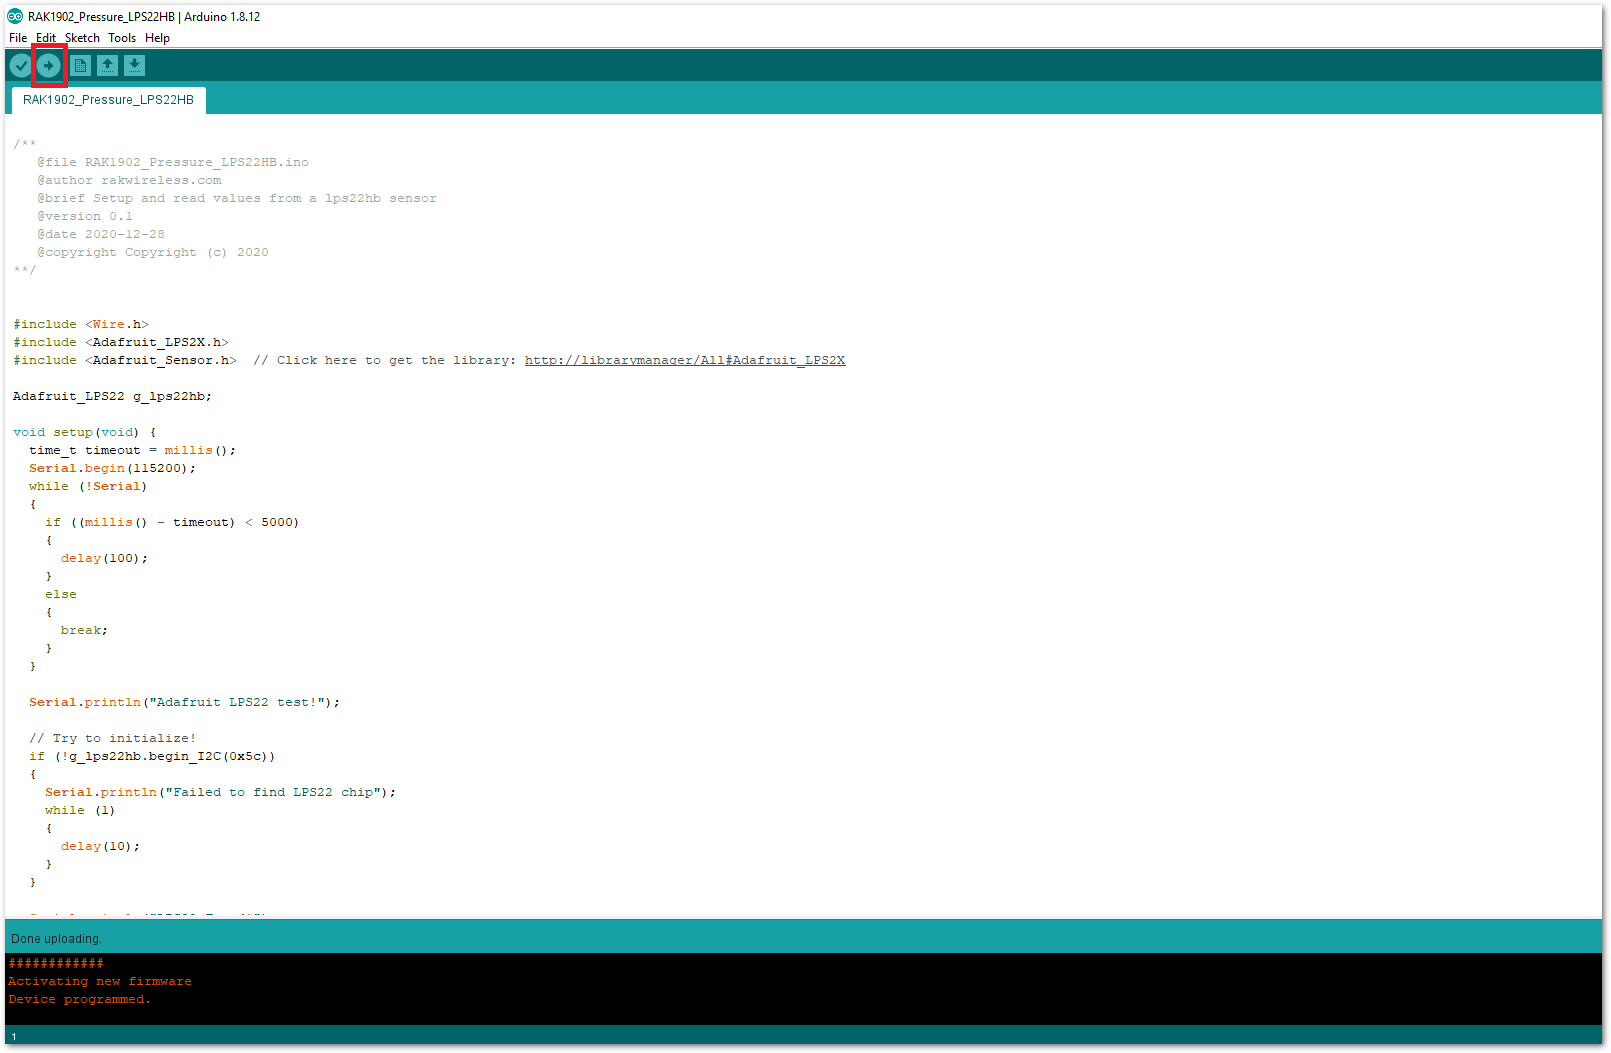 RAK1902_Pressure_LPS22HB | Arduino 1.8.12
File Edit Sketch Tools Help
RAK1902_Pressure_LPS22HB
/**
@file RAK1902_Pressure_LPS22HB.ino
@author rakwireless.com
@brief Setup and read values from a lps22hb sensor
@version 0.1
@date 2020-12-28
@copyright Copyright (c) 2020
**/
#include <Wire.h>
#include <Adafruit_LPS2X.h>
#include <Adafruit_Sensor.h>  // Click here to get the library: http://librarymanager/All#Adafruit_LPS2X
Adafruit_LPS22 g_lps22hb;
void setup(void) {
time_t timeout = millis();
Serial.begin(115200);
while (!Serial)
{
if ((millis() - timeout) < 5000)
{
delay(100);
}
else
{
break;
}
}
Serial.println("Adafruit LPS22 test!");
// Try to initialize!
if (!g_lps22hb.begin_I2C(0x5c))
{
Serial.println("Failed to find LPS22 chip");
while (1)
{
delay(10);
}
}
Done uploading.
############
Activating new firmware
Device programmed.
1